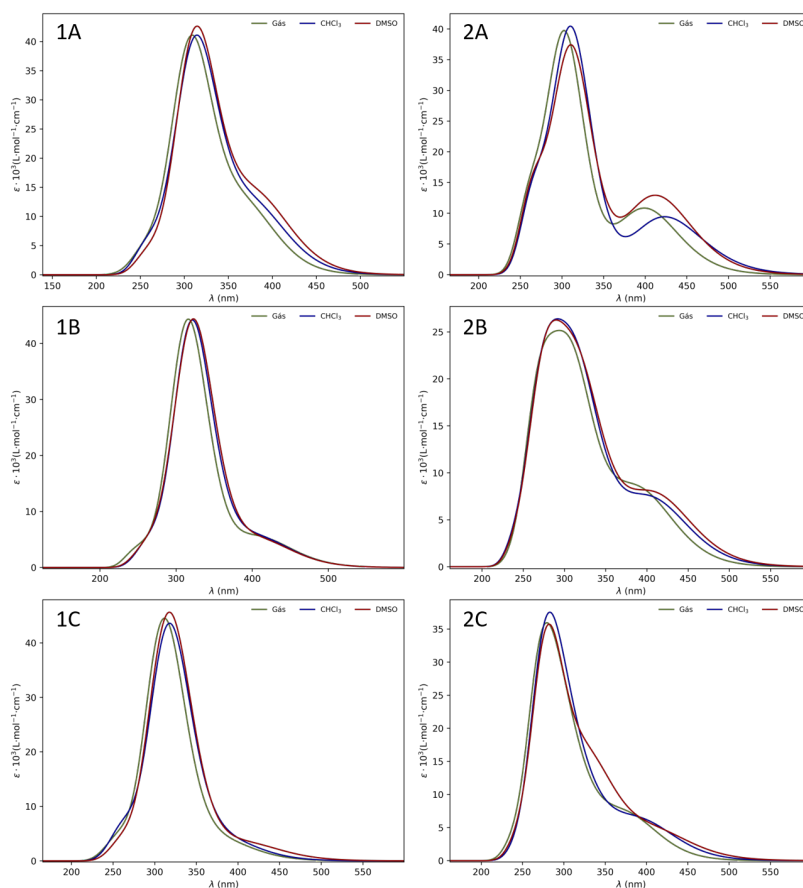 1A
Gás CHCl₃ DMSO
ε · 10³(L·mol⁻¹·cm⁻¹)
40
35
30
25
20
15
10
5
0
150 200 250 300 350 400 450 500
λ (nm)
2A
Gás CHCl₃ DMSO
ε · 10³(L·mol⁻¹·cm⁻¹)
40
35
30
25
20
15
10
5
0
200 250 300 350 400 450 500 550
λ (nm)
1B
Gás CHCl₃ DMSO
ε · 10³(L·mol⁻¹·cm⁻¹)
40
30
20
10
0
200 300 400 500
λ (nm)
2B
Gás CHCl₃ DMSO
ε · 10³(L·mol⁻¹·cm⁻¹)
25
20
15
10
5
0
200 250 300 350 400 450 500 550
λ (nm)
1C
Gás CHCl₃ DMSO
ε · 10³(L·mol⁻¹·cm⁻¹)
40
30
20
10
0
200 250 300 350 400 450 500 550
λ (nm)
2C
Gás CHCl₃ DMSO
ε · 10³(L·mol⁻¹·cm⁻¹)
35
30
25
20
15
10
5
0
200 250 300 350 400 450 500 550
λ (nm)